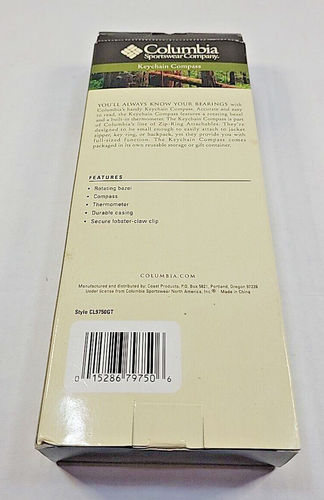 Columbia
Sportswear Company
Keychain Compass
YOU'LL ALWAYS KNOW YOUR BEARINGS with
Columbia's handy Keychain Compass. Accurate and easy
to read, the Keychain Compass features a rotating bezel
and a built-in thermometer. The Keychain Compass is part
of Columbia's line of Zip-Ring Attachables. They're
designed to be small enough to easily attach to jacket
zipper, key ring, or backpack, yet they provide you with
full-sized function. The Keychain Compass comes
packaged in its own reusable storage or gift container.
FEATURES
• Rotating bezel
• Compass
• Thermometer
• Durable casing
• Secure lobster-claw clip
COLUMBIA.COM
Manufactured and distributed by: Coast Products, P.O. Box 5821, Portland, Oregon 97228
Under license from Columbia Sportswear North America, Inc.® Made in China
Style CL9750GT
0 15286 79750 6